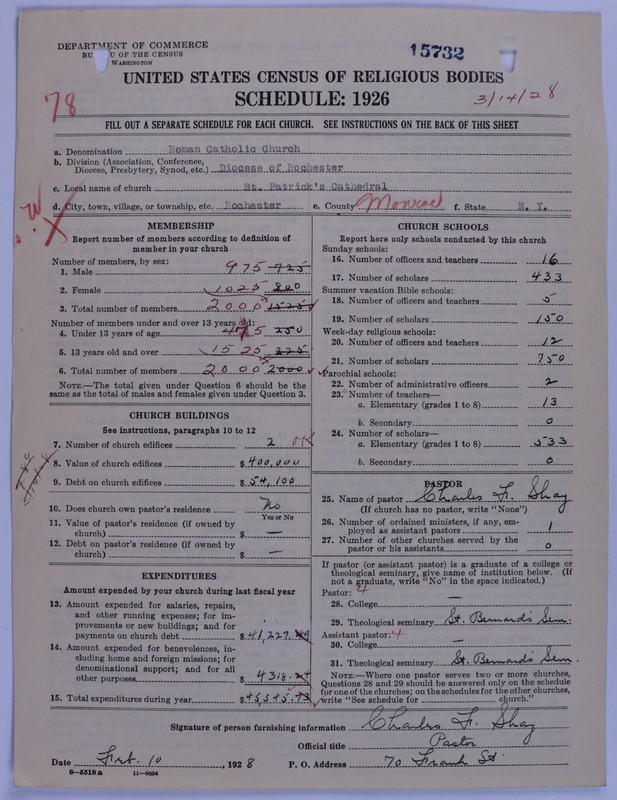 DEPARTMENT OF COMMERCE
BUREAU OF THE CENSUS
WASHINGTON
15732
UNITED STATES CENSUS OF RELIGIOUS BODIES
SCHEDULE: 1926
78
3/14/28
FILL OUT A SEPARATE SCHEDULE FOR EACH CHURCH. SEE INSTRUCTIONS ON THE BACK OF THIS SHEET
a. Denomination Roman Catholic Church
b. Division (Association, Conference,
Diocese, Presbytery, Synod, etc.) Diocese of Rochester
c. Local name of church St. Patrick's Cathedral
d. City, town, village, or township, etc. Rochester e. County Monroe f. State N. Y.
MEMBERSHIP
Report number of members according to definition of
member in your church
Number of members, by sex:
1. Male 975 725
2. Female 1025 800
3. Total number of members 2000 1525
Number of members under and over 13 years old:
4. Under 13 years of age 475 250
5. 13 years old and over 1525 225
6. Total number of members 2000 2000
NOTE.—The total given under Question 6 should be the
same as the total of males and females given under Question 3.
CHURCH BUILDINGS
See instructions, paragraphs 10 to 12
7. Number of church edifices 2 OK
8. Value of church edifices $400,000
9. Debt on church edifices $54,100
10. Does church own pastor's residence No
Yes or No
11. Value of pastor's residence (if owned by
church) $ —
12. Debt on pastor's residence (if owned by
church) $ —
EXPENDITURES
Amount expended by your church during last fiscal year
13. Amount expended for salaries, repairs,
and other running expenses; for im-
provements or new buildings; and for
payments on church debt $41,227.49
14. Amount expended for benevolences, in-
cluding home and foreign missions; for
denominational support; and for all
other purposes $4318.24
15. Total expenditures during year $45,545.73
CHURCH SCHOOLS
Report here only schools conducted by this church
Sunday schools:
16. Number of officers and teachers 16
17. Number of scholars 433
Summer vacation Bible schools:
18. Number of officers and teachers 5
19. Number of scholars 150
Week-day religious schools:
20. Number of officers and teachers 12
21. Number of scholars 750
Parochial schools:
22. Number of administrative officers 2
23. Number of teachers—
a. Elementary (grades 1 to 8) 13
b. Secondary 0
24. Number of scholars—
a. Elementary (grades 1 to 8) 533
b. Secondary 0
PASTOR
25. Name of pastor Charles F. Shay
(If church has no pastor, write "None")
26. Number of ordained ministers, if any, em-
ployed as assistant pastors 1
27. Number of other churches served by the
pastor or his assistants 0
If pastor (or assistant pastor) is a graduate of a college or
theological seminary, give name of institution below. (If
not a graduate, write "No" in the space indicated.)
Pastor: 4
28. College —
29. Theological seminary St. Bernard's Sem.
Assistant pastor: 4
30. College —
31. Theological seminary St. Bernard's Sem.
NOTE.—Where one pastor serves two or more churches,
Questions 28 and 29 should be answered only on the schedule
for one of the churches; on the schedules for the other churches,
write "See schedule for church."
Signature of person furnishing information Charles F. Shay
Official title Pastor
Date Feb. 10, 1928 P. O. Address 70 Frank St.
6—5518a 11—9084